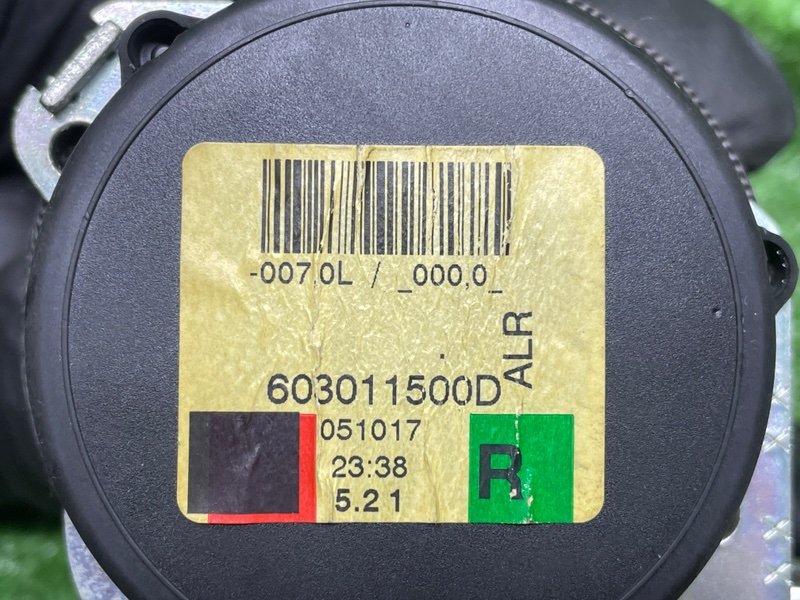 -007,0L / _000,0_
ALR
603011500D
051017
23:38
5.21
R